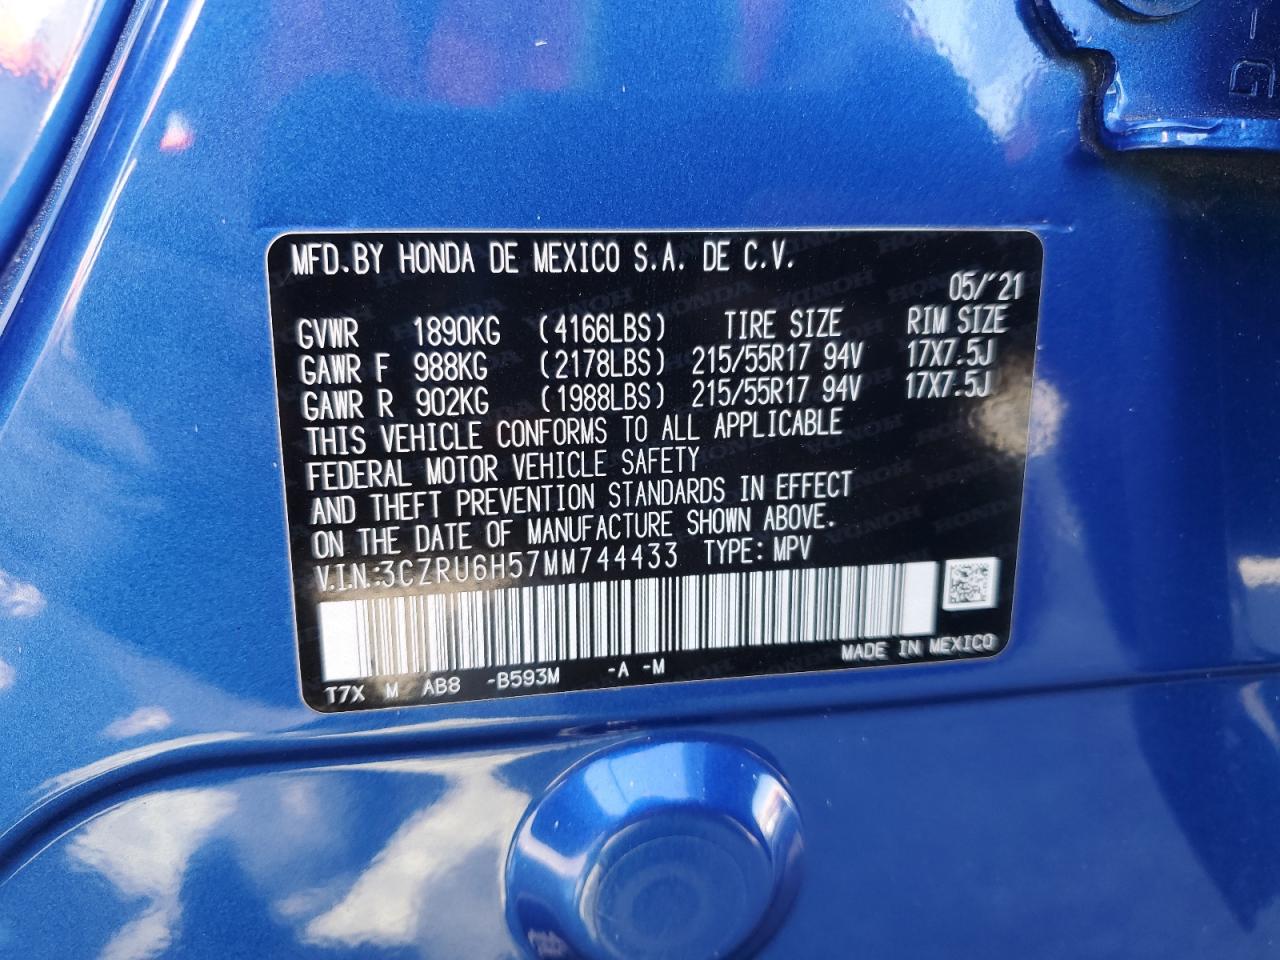 MFD.BY HONDA DE MEXICO S.A. DE C.V.
05/'21
GVWR 1890KG (4166LBS) TIRE SIZE RIM SIZE
GAWR F 988KG (2178LBS) 215/55R17 94V 17X7.5J
GAWR R 902KG (1988LBS) 215/55R17 94V 17X7.5J
THIS VEHICLE CONFORMS TO ALL APPLICABLE
FEDERAL MOTOR VEHICLE SAFETY
AND THEFT PREVENTION STANDARDS IN EFFECT
ON THE DATE OF MANUFACTURE SHOWN ABOVE.
V.I.N.:3CZRU6H57MM744433 TYPE: MPV
T7X M AB8 -B593M -A -M MADE IN MEXICO